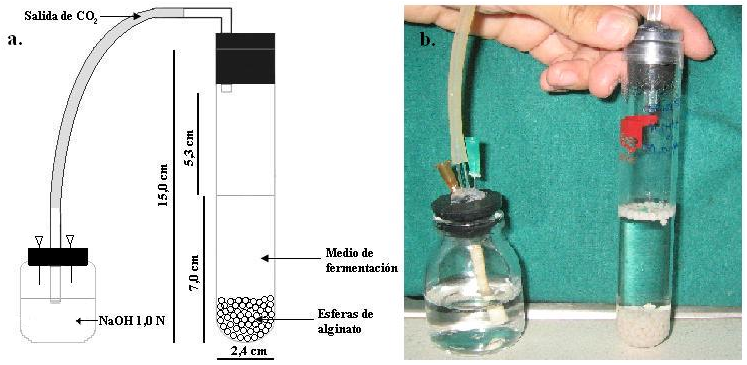 Salida de CO2
a.
b.
15,0 cm
5,3 cm
7,0 cm
Medio de
fermentación
Esferas de
alginato
NaOH 1,0 N
2,4 cm